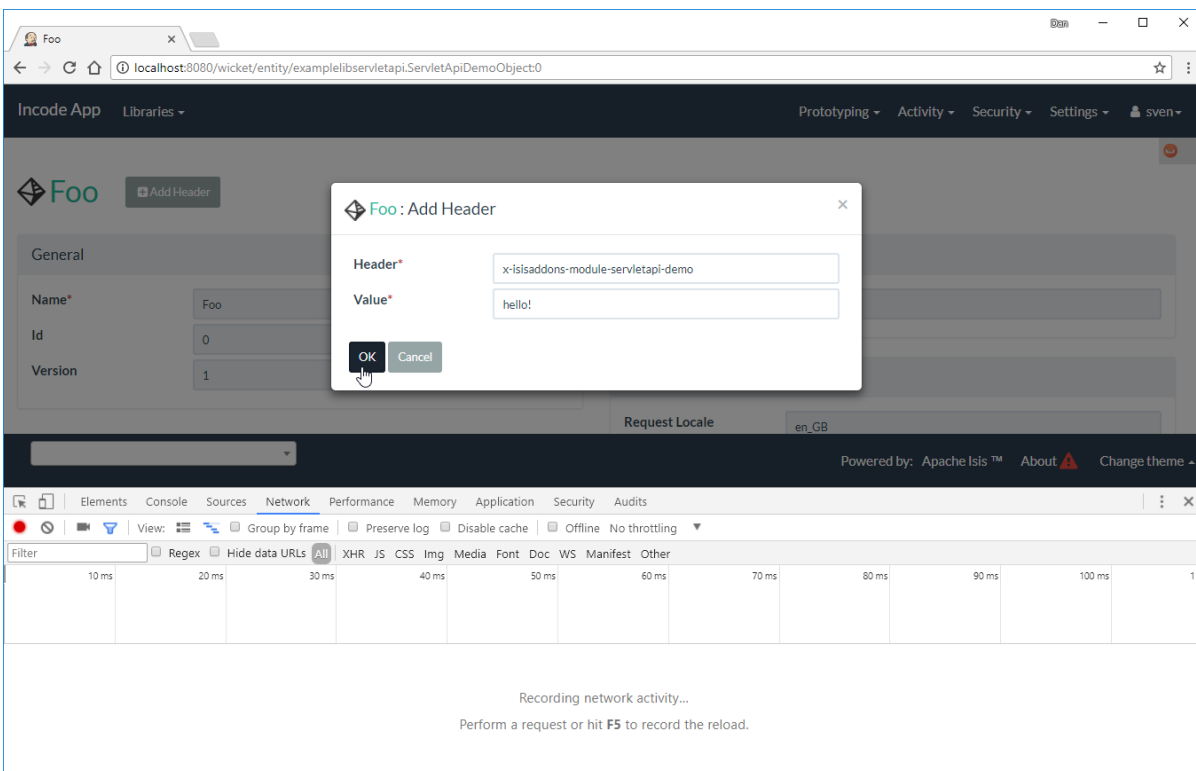 Foo
Dan
localhost:8080/wicket/entity/examplelibservletapi.ServletApiDemoObject:0
Incode App Libraries Prototyping Activity Security Settings sven
Foo Add Header
Foo : Add Header
General
Header* x-isisaddons-module-servletapi-demo
Name* Foo
Value* hello!
Id 0
OK Cancel
Version 1
Request Locale en_GB
Powered by: Apache Isis ™ About Change theme
Elements Console Sources Network Performance Memory Application Security Audits
View: Group by frame Preserve log Disable cache Offline No throttling
Filter Regex Hide data URLs All XHR JS CSS Img Media Font Doc WS Manifest Other
10 ms 20 ms 30 ms 40 ms 50 ms 60 ms 70 ms 80 ms 90 ms 100 ms 1
Recording network activity...
Perform a request or hit F5 to record the reload.